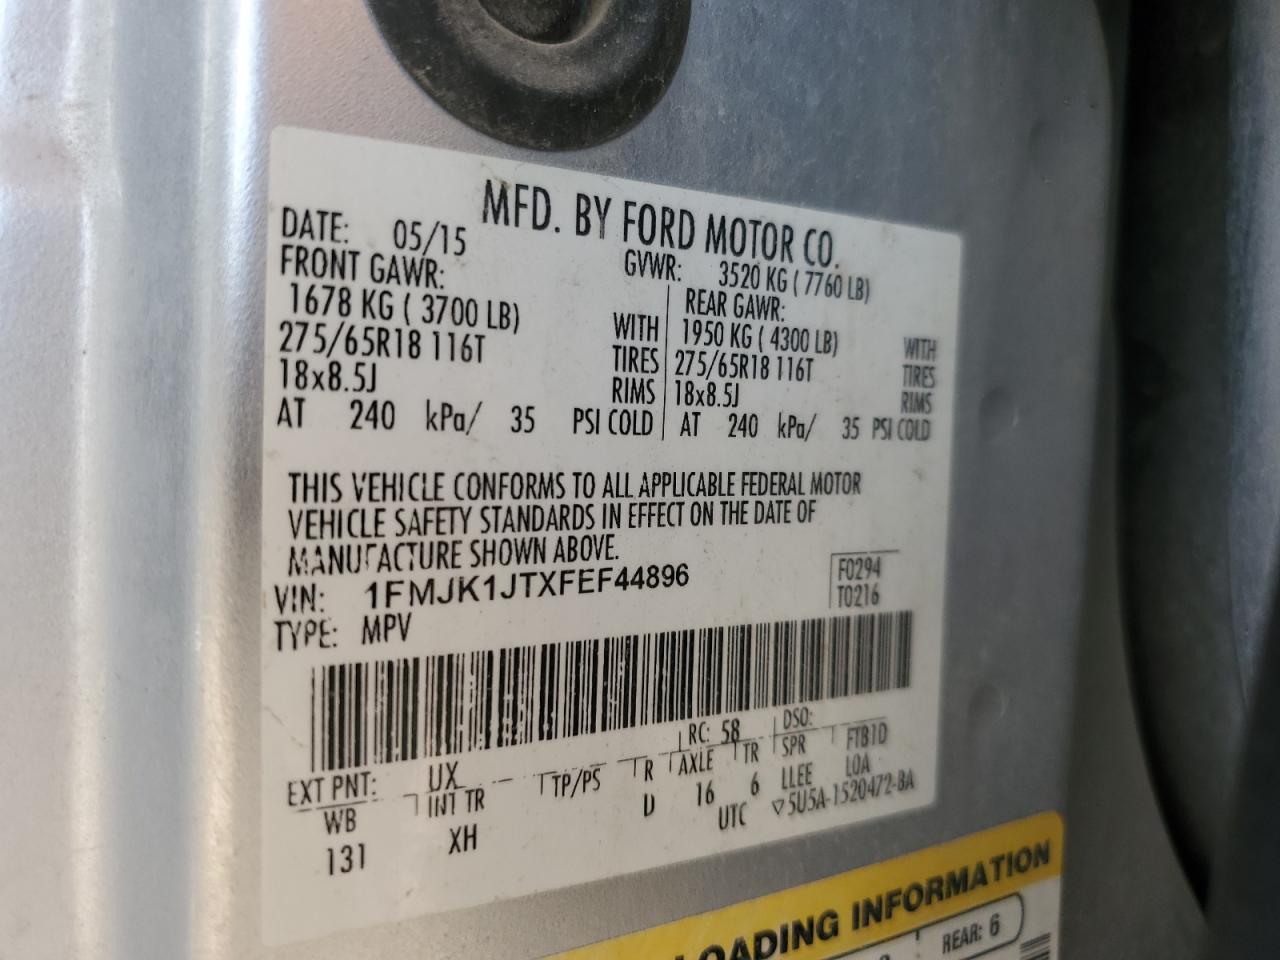 MFD. BY FORD MOTOR CO.
DATE: 05/15 GVWR: 3520 KG ( 7760 LB)
FRONT GAWR: REAR GAWR:
1678 KG ( 3700 LB) WITH 1950 KG ( 4300 LB) WITH
275/65R18 116T TIRES 275/65R18 116T TIRES
18x8.5J RIMS 18x8.5J RIMS
AT 240 kPa/ 35 PSI COLD AT 240 kPa/ 35 PSI COLD
THIS VEHICLE CONFORMS TO ALL APPLICABLE FEDERAL MOTOR
VEHICLE SAFETY STANDARDS IN EFFECT ON THE DATE OF
MANUFACTURE SHOWN ABOVE.
VIN: 1FMJK1JTXFEF44896 F0294
TYPE: MPV T0216
EXT PNT: UX RC: 58 DSO:
WB INT TR TP/PS R AXLE TR SPR FTB1D
131 XH D 16 6 LLEE LOA
UTC ▽5U5A-1520472-BA
LOADING INFORMATION
REAR: 6